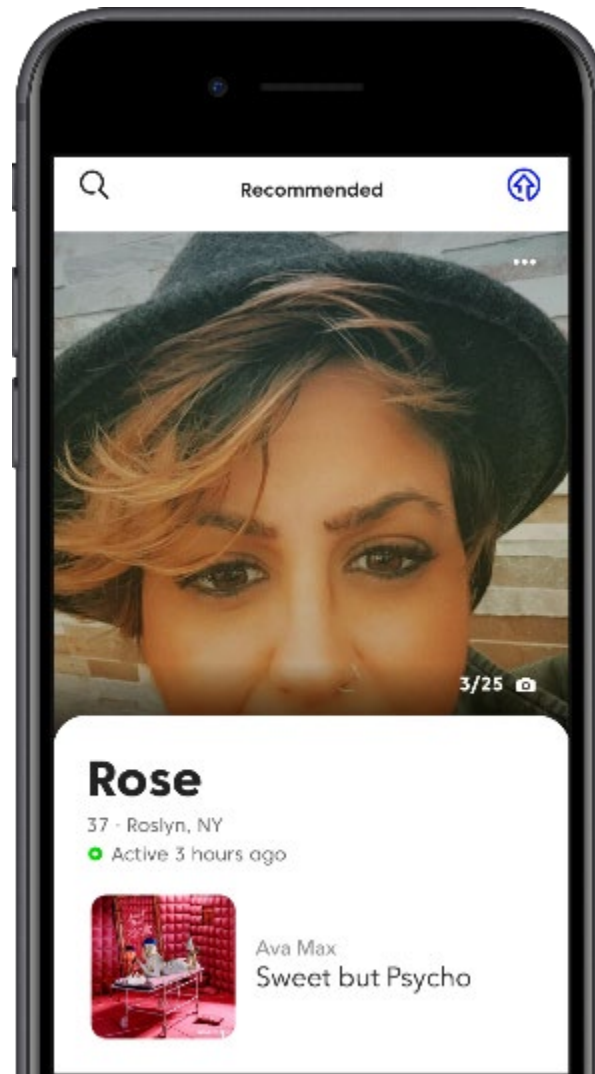 Recommended
3/25
Rose
37 · Roslyn, NY
Active 3 hours ago
Ava Max
Sweet but Psycho